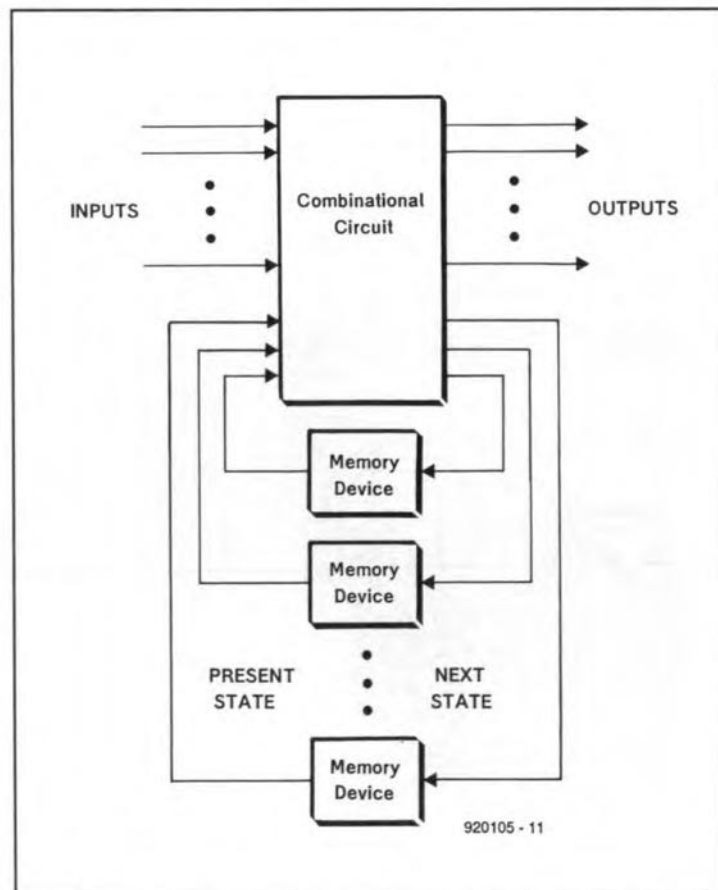 INPUTS
Combinational
Circuit
OUTPUTS
Memory
Device
Memory
Device
PRESENT
STATE
NEXT
STATE
Memory
Device
920105 - 11